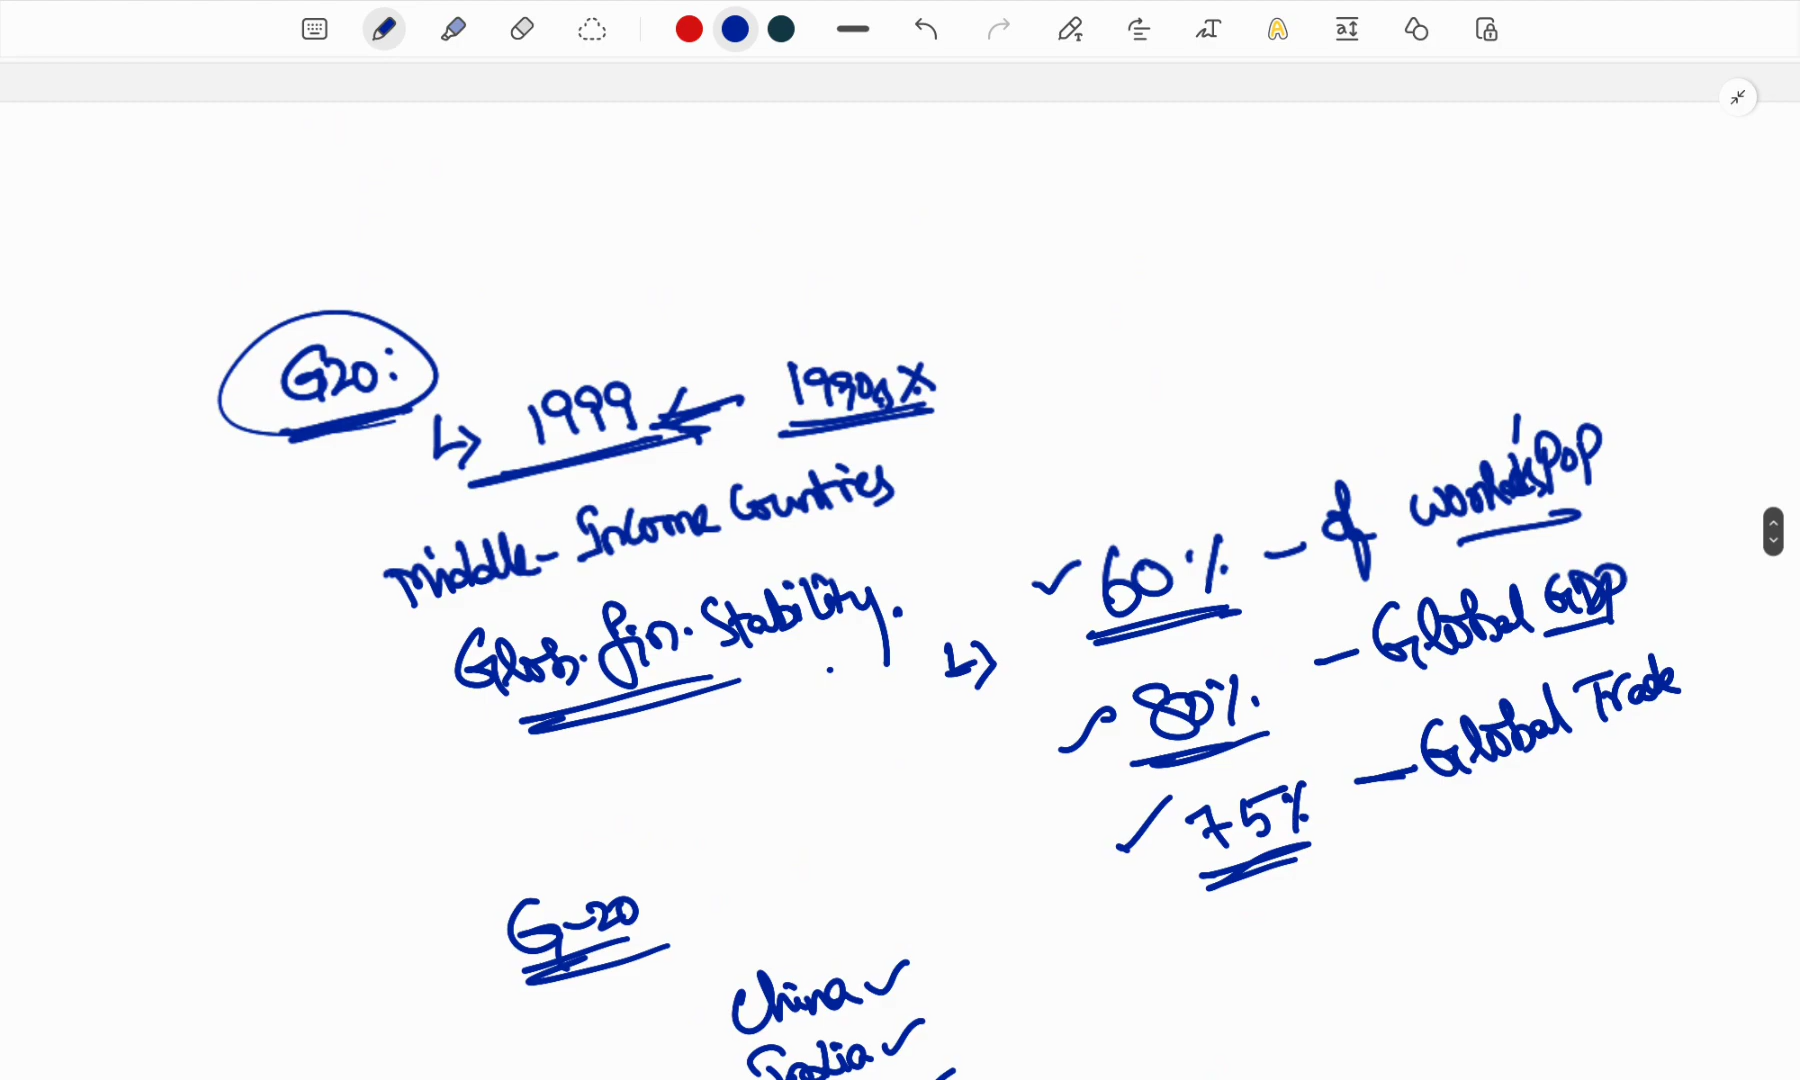 G20:
1999 1990s X
Middle-Income Countries
Glob. fin. Stability.
60% - of world's POP
80% - Global GDP
75% - Global Trade
G-20
China ✓
India ✓